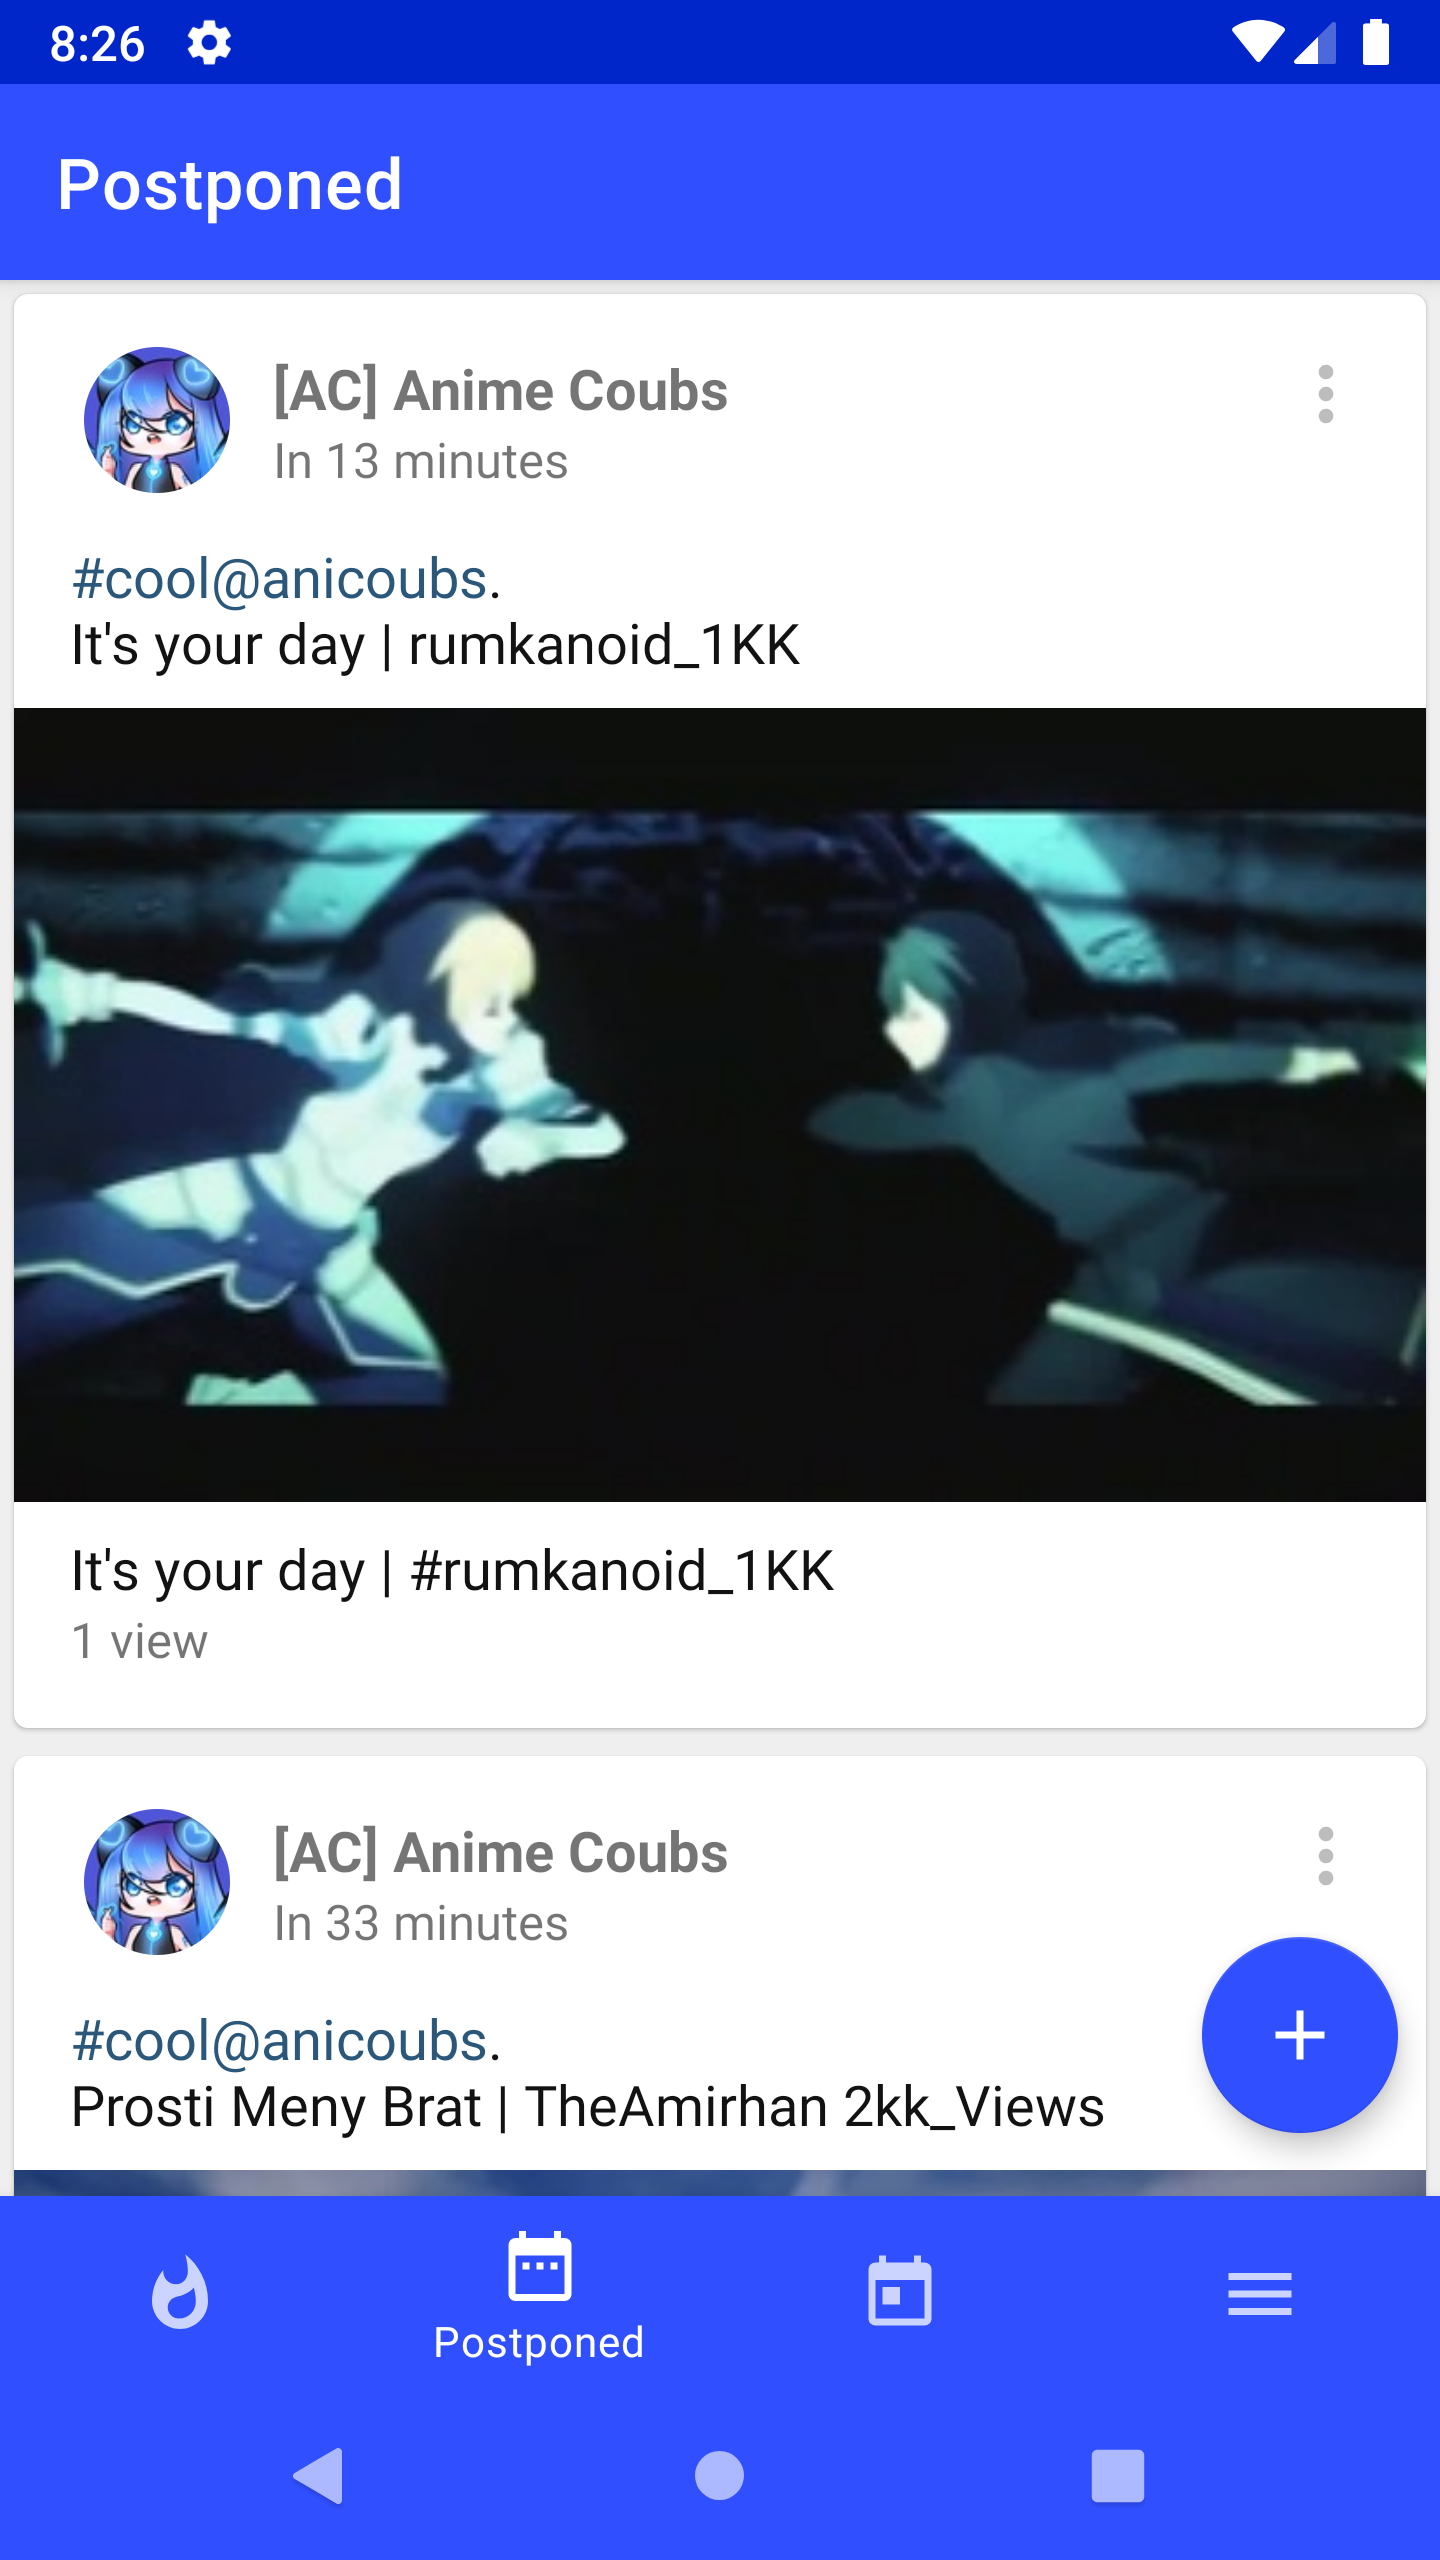 8:26
Postponed
[AC] Anime Coubs
In 13 minutes
#cool@anicoubs.
It's your day | rumkanoid_1KK
It's your day | #rumkanoid_1KK
1 view
[AC] Anime Coubs
In 33 minutes
#cool@anicoubs.
Prosti Meny Brat | TheAmirhan 2kk_Views
Postponed